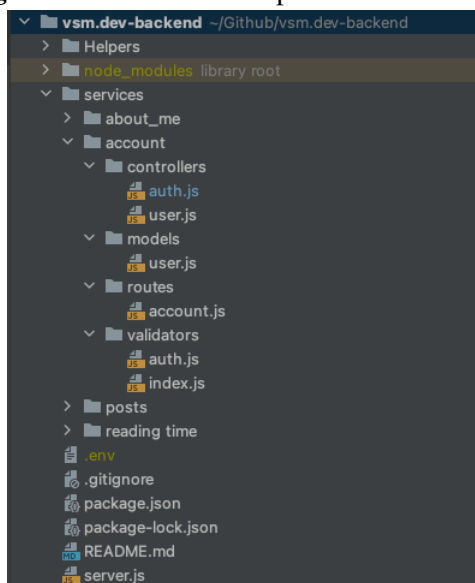 vsm.dev-backend ~/Github/vsm.dev-backend
Helpers
node_modules library root
services
about_me
account
controllers
auth.js
user.js
models
user.js
routes
account.js
validators
auth.js
index.js
posts
reading time
.env
.gitignore
package.json
package-lock.json
README.md
server.js